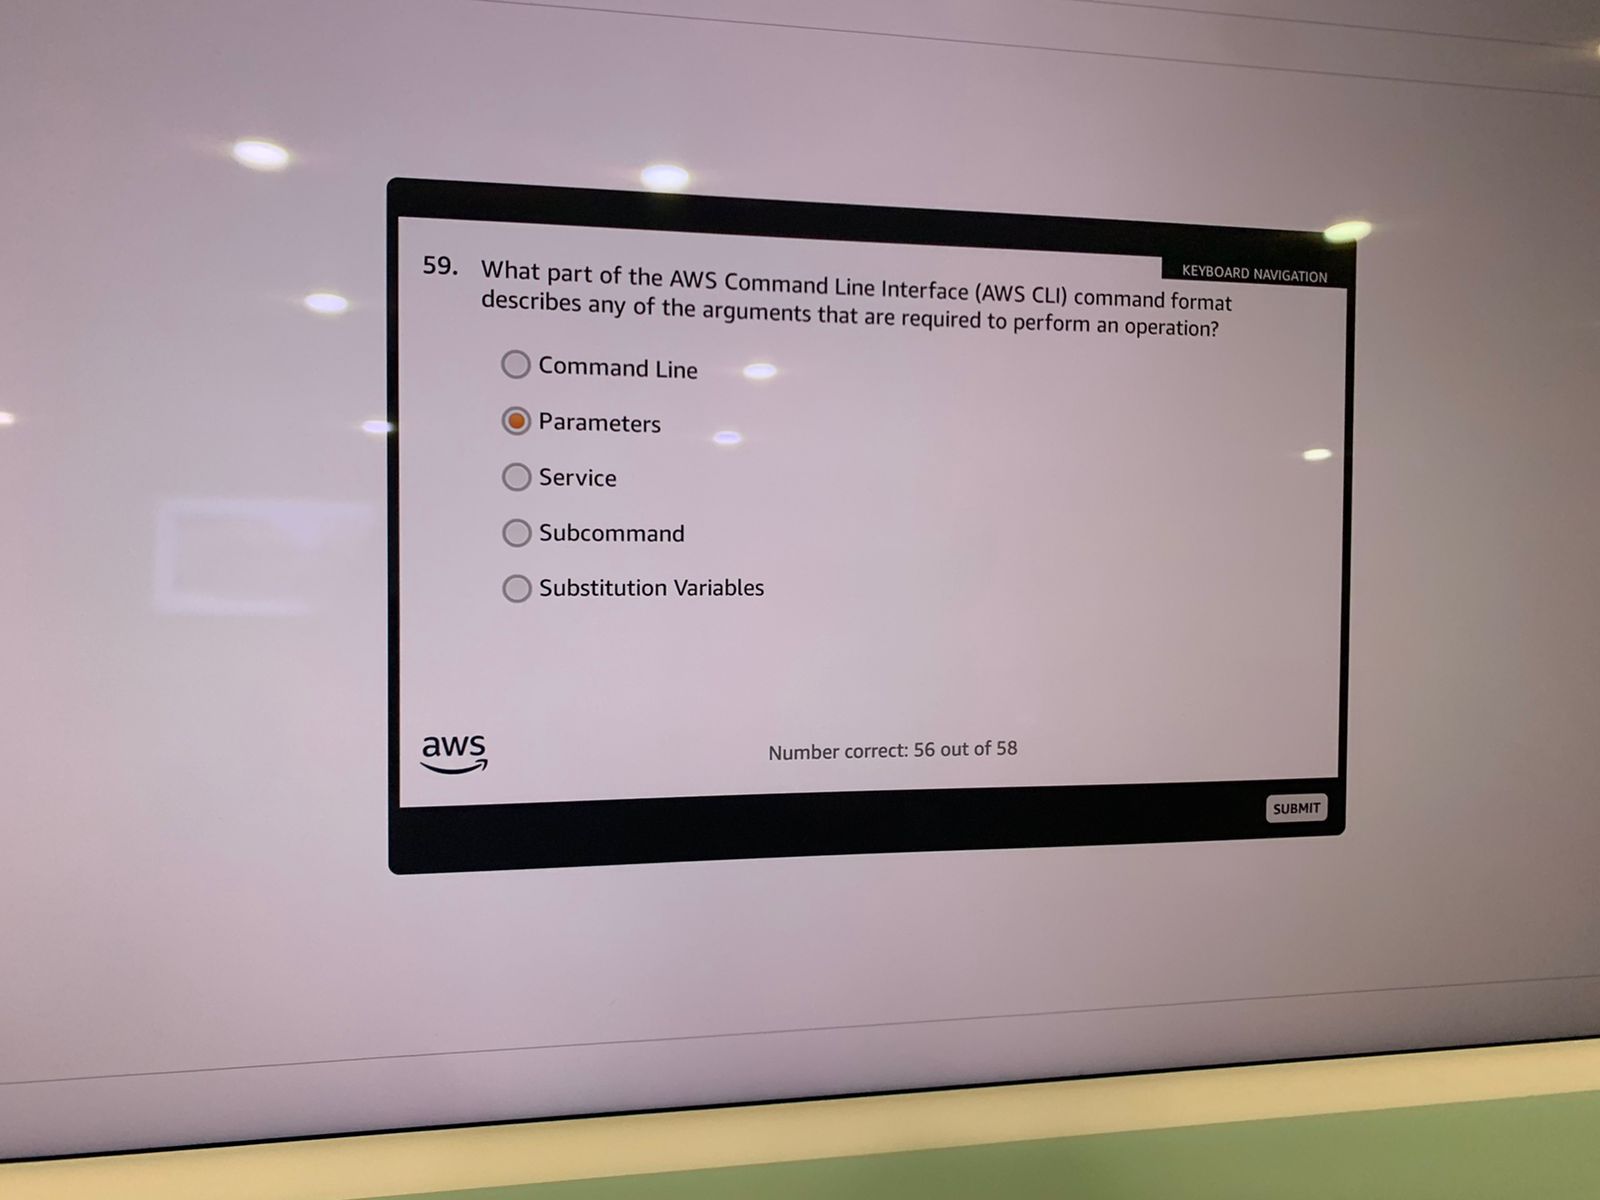 KEYBOARD NAVIGATION
59. What part of the AWS Command Line Interface (AWS CLI) command format
describes any of the arguments that are required to perform an operation?
Command Line
Parameters
Service
Subcommand
Substitution Variables
aws
Number correct: 56 out of 58
SUBMIT